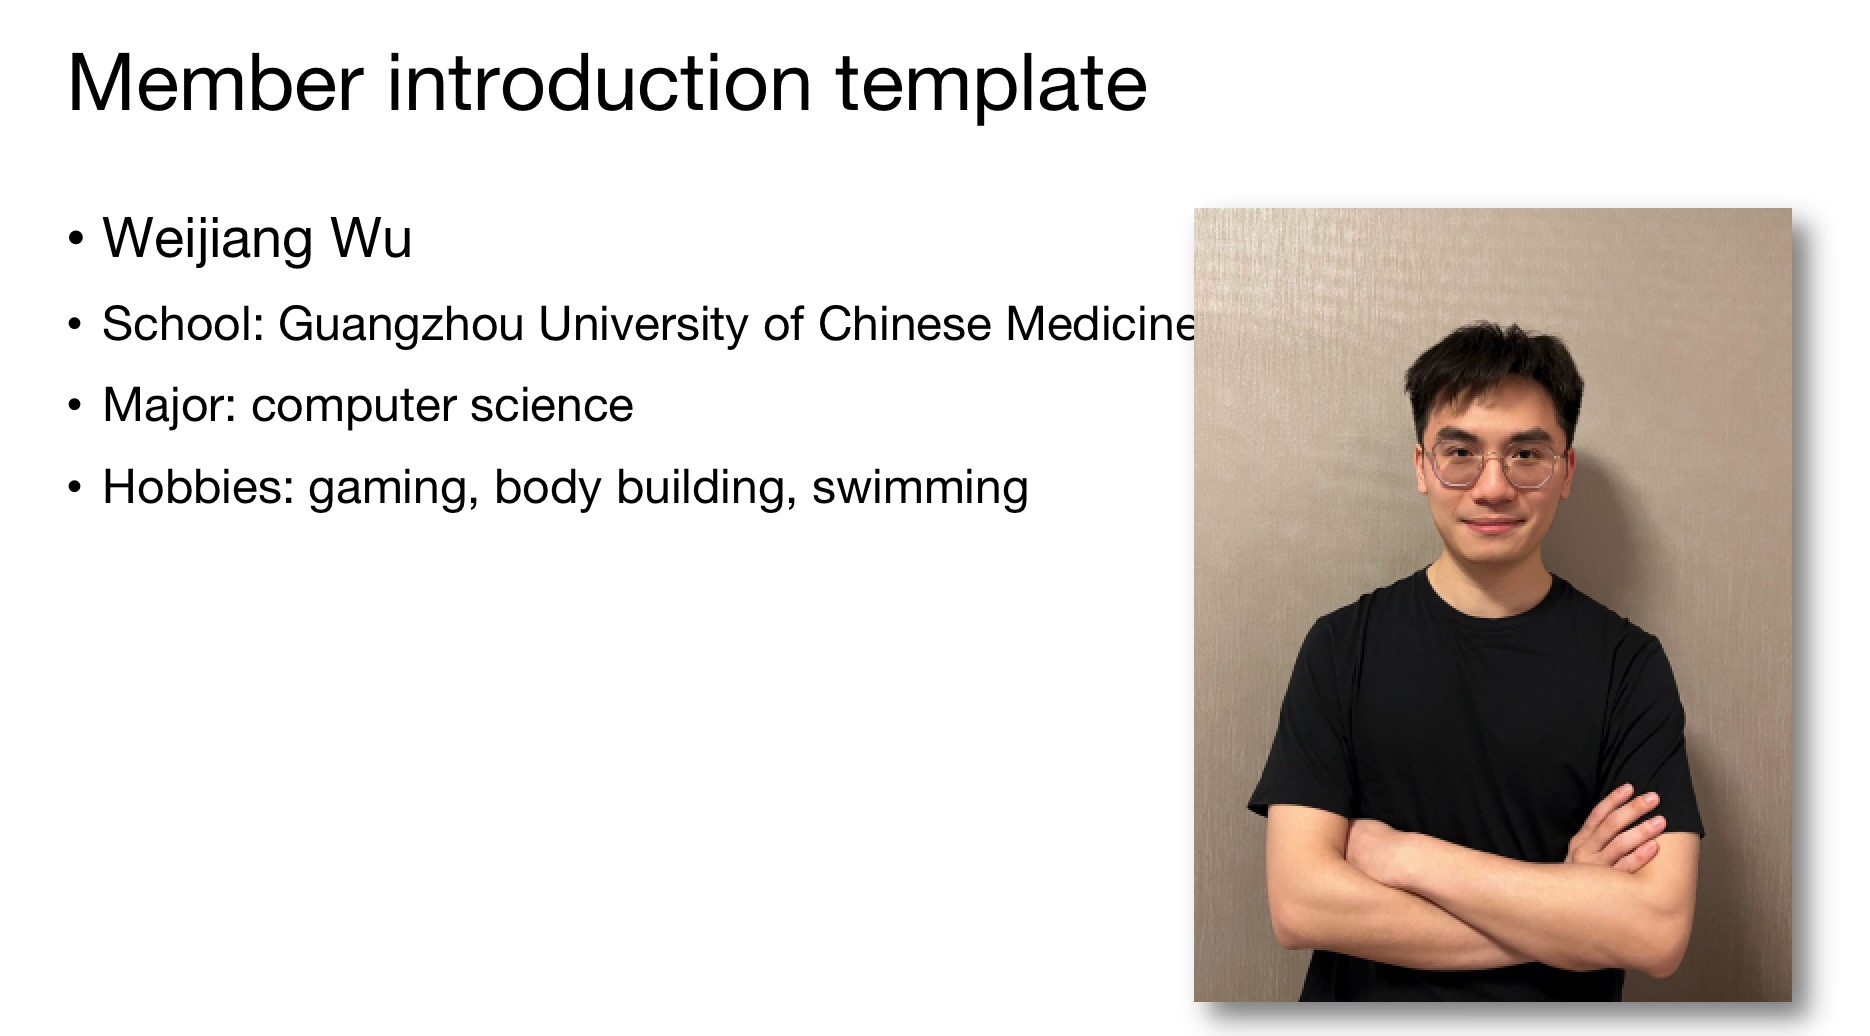 Member introduction template
• Weijiang Wu
• School: Guangzhou University of Chinese Medicine
• Major: computer science
• Hobbies: gaming, body building, swimming